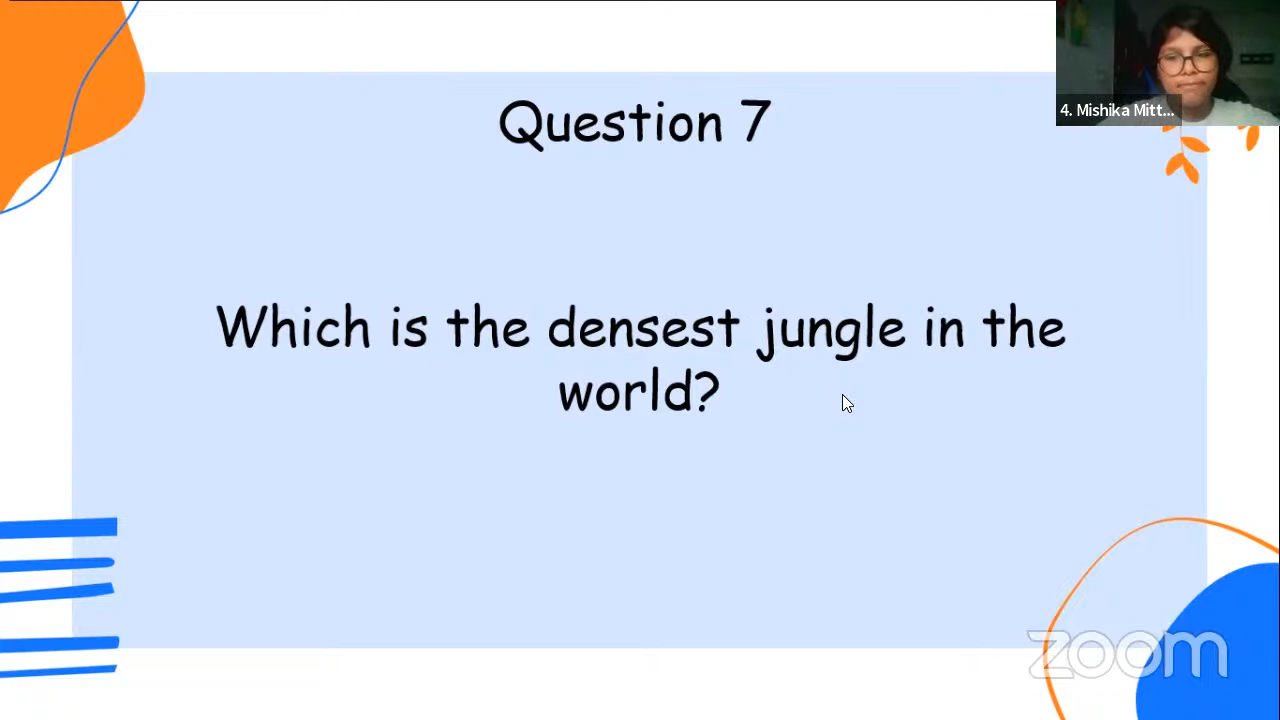 Question 7
4. Mishika Mitt...
Which is the densest jungle in the
world?
zoom